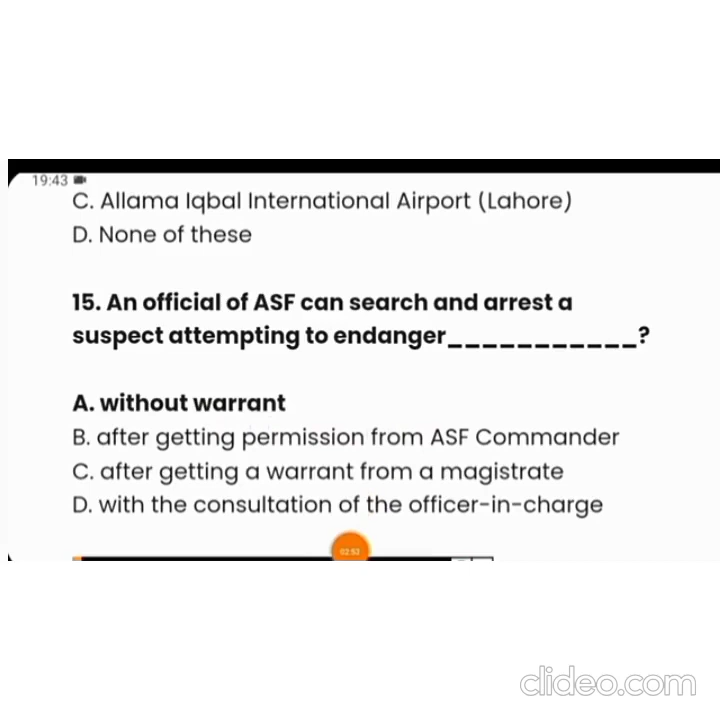 19:43
C. Allama Iqbal International Airport (Lahore)
D. None of these
15. An official of ASF can search and arrest a
suspect attempting to endanger___________?
A. without warrant
B. after getting permission from ASF Commander
C. after getting a warrant from a magistrate
D. with the consultation of the officer-in-charge
02:52
clideo.com